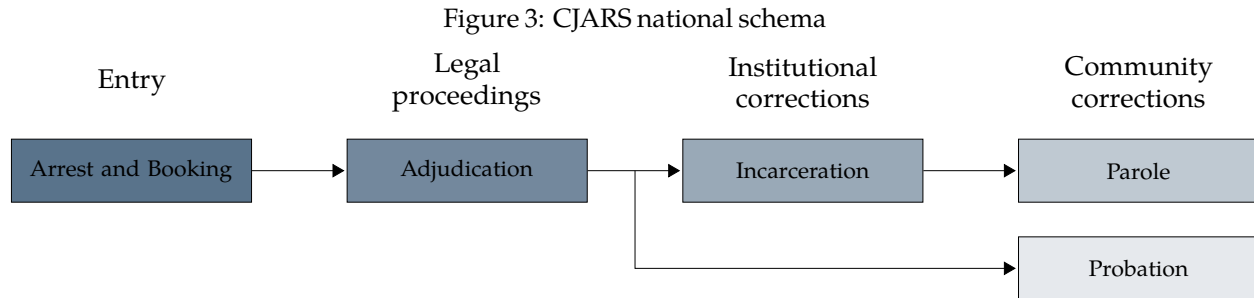 Figure 3: CJARS national schema
Entry
Legal
proceedings
Institutional
corrections
Community
corrections
Arrest and Booking
Adjudication
Incarceration
Parole
Probation